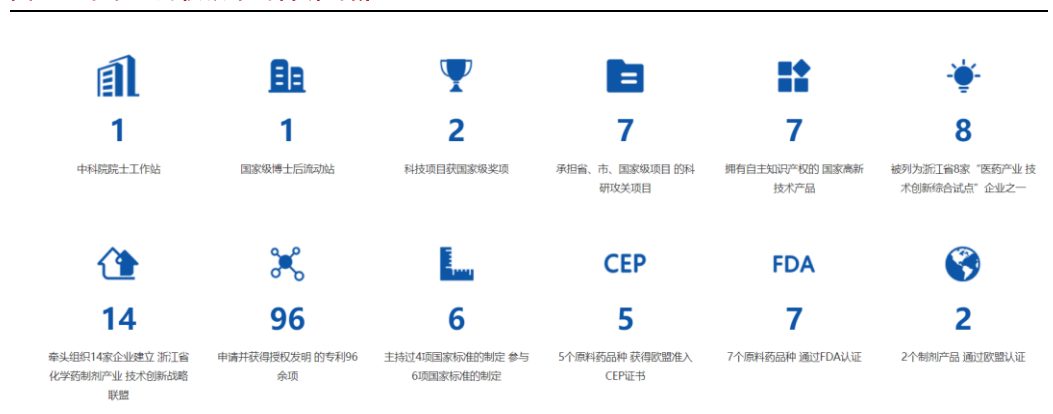 1
1
2
7
7
8
中科院院士工作站
国家级博士后流动站
科技项目获国家级奖项
承担省、市、国家级项目 的科
研攻关项目
拥有自主知识产权的 国家高新
技术产品
被列为浙江省8家“医药产业 技
术创新综合试点”企业之一
CEP
FDA
14
96
6
5
7
2
牵头组织14家企业建立 浙江省
化学药制剂产业 技术创新战略
联盟
申请并获得授权发明 的专利96
余项
主持过4项国家标准的制定 参与
6项国家标准的制定
5个原料药品种 获得欧盟准入
CEP证书
7个原料药品种 通过FDA认证
2个制剂产品 通过欧盟认证